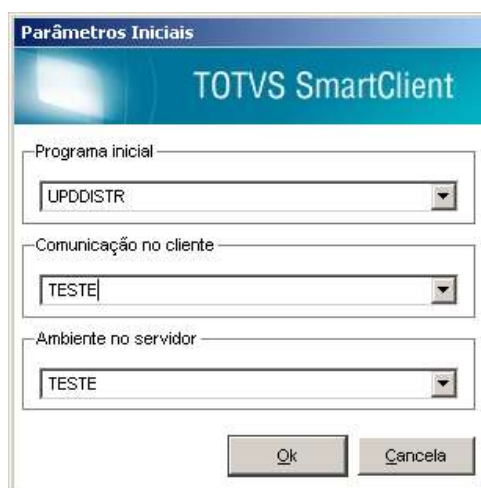 Parâmetros Iniciais
TOTVS SmartClient
Programa inicial
UPDDISTR
Comunicação no cliente
TESTE
Ambiente no servidor
TESTE
Ok Cancela